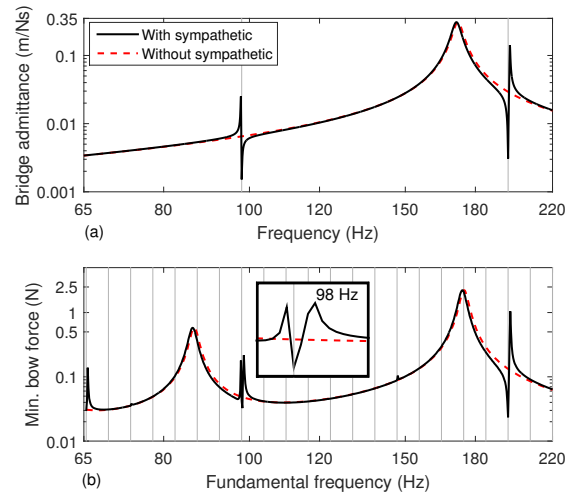 0.35
With sympathetic
Without sympathetic
0.1
0.01
0.001
Bridge admittance (m/Ns)
65 80 98 120 150 180 220
(a)
Frequency (Hz)
2.5
1
0.5
0.1
0.01
Min. bow force (N)
98 Hz
65 80 98 120 150 180 220
(b)
Fundamental frequency (Hz)